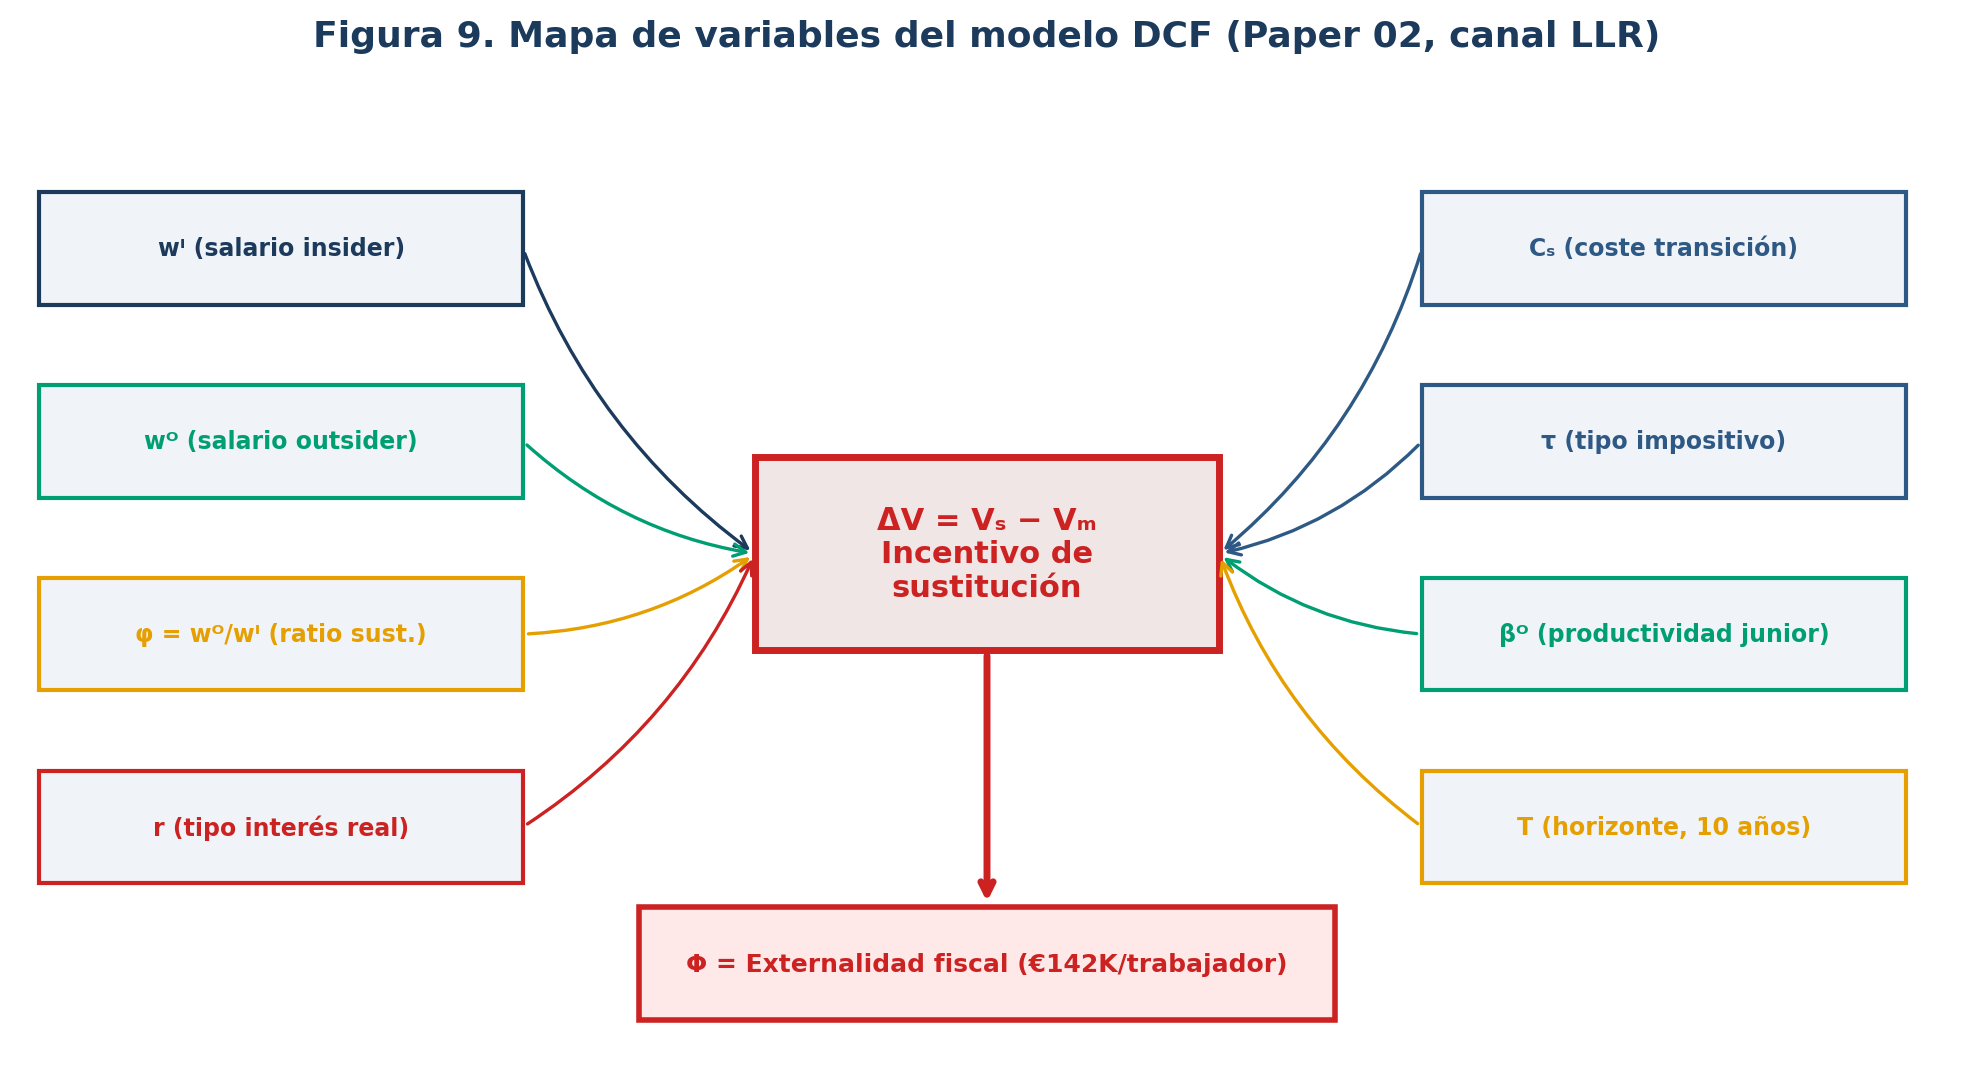 Figura 9. Mapa de variables del modelo DCF (Paper 02, canal LLR)
wᴵ (salario insider)
wᴼ (salario outsider)
φ = wᴼ/wᴵ (ratio sust.)
r (tipo interés real)
ΔV = Vₛ − Vₘ
Incentivo de
sustitución
Cₛ (coste transición)
τ (tipo impositivo)
βᴼ (productividad junior)
T (horizonte, 10 años)
Φ = Externalidad fiscal (€142K/trabajador)